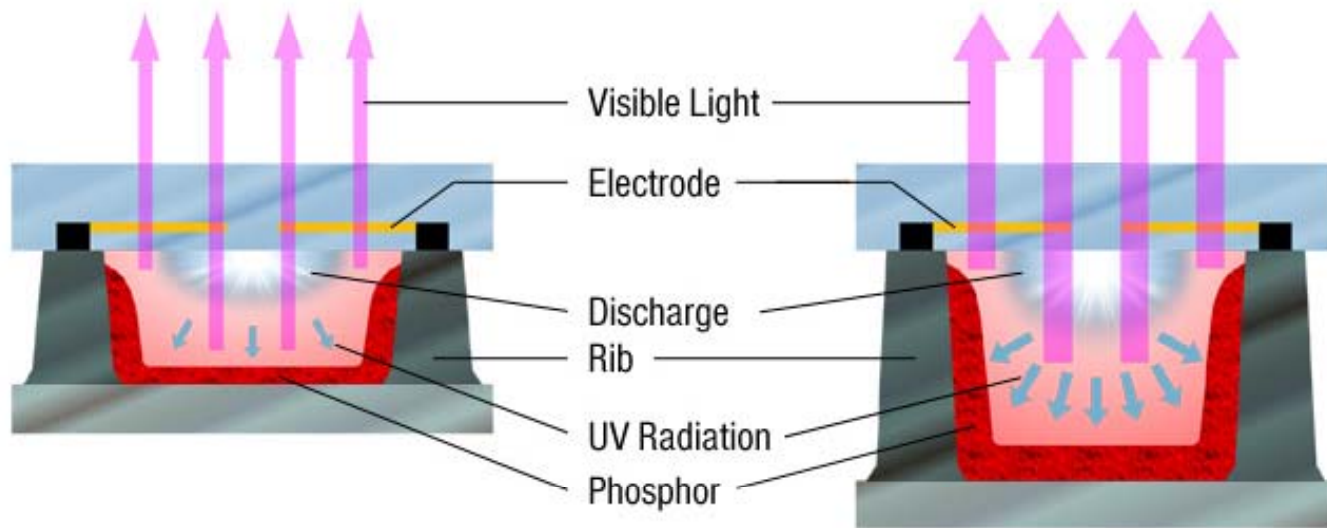 Visible Light
Electrode
Discharge
Rib
UV Radiation
Phosphor